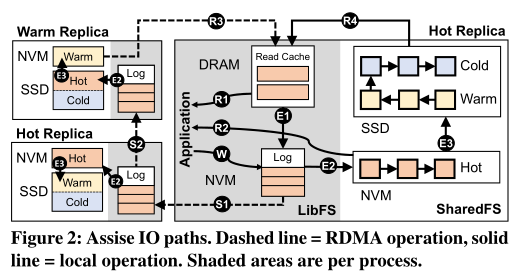 Warm Replica
NVM
Warm
SSD
E3
Hot
Cold
E2
Log
S2
Hot Replica
NVM
Hot
SSD
E3
Warm
Cold
E2
Log
R3
R4
DRAM
Read Cache
R1
E1
R2
W
Application
Log
E2
NVM
S1
LibFS
Hot Replica
Cold
Warm
SSD
E3
Hot
NVM
SharedFS
Figure 2: Assise IO paths. Dashed line = RDMA operation, solid
line = local operation. Shaded areas are per process.